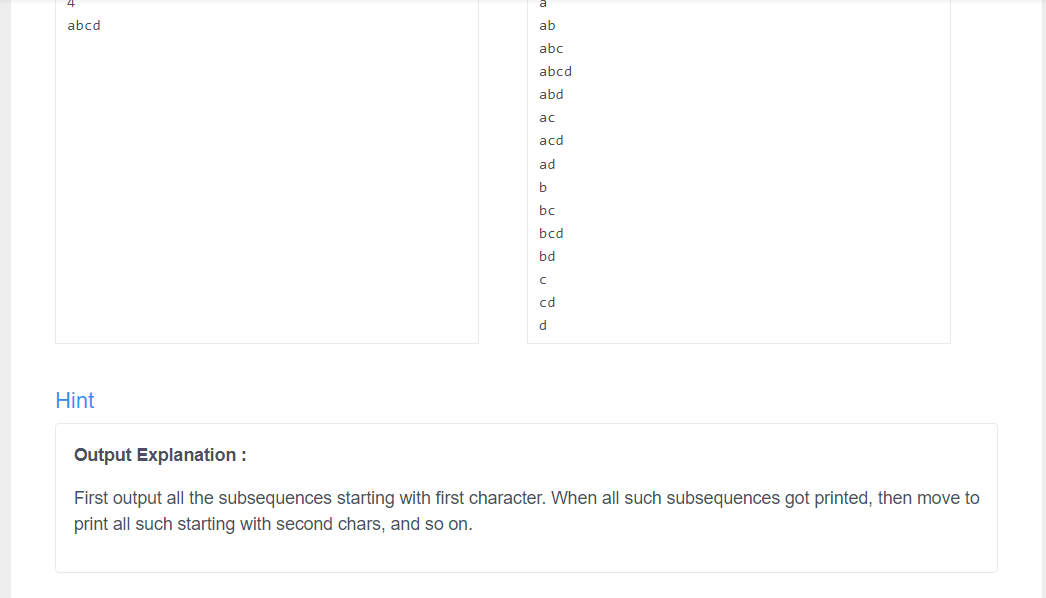 4
abcd
a
ab
abc
abcd
abd
ac
acd
ad
b
bc
bcd
bd
c
cd
d
Hint
Output Explanation :
First output all the subsequences starting with first character. When all such subsequences got printed, then move to
print all such starting with second chars, and so on.